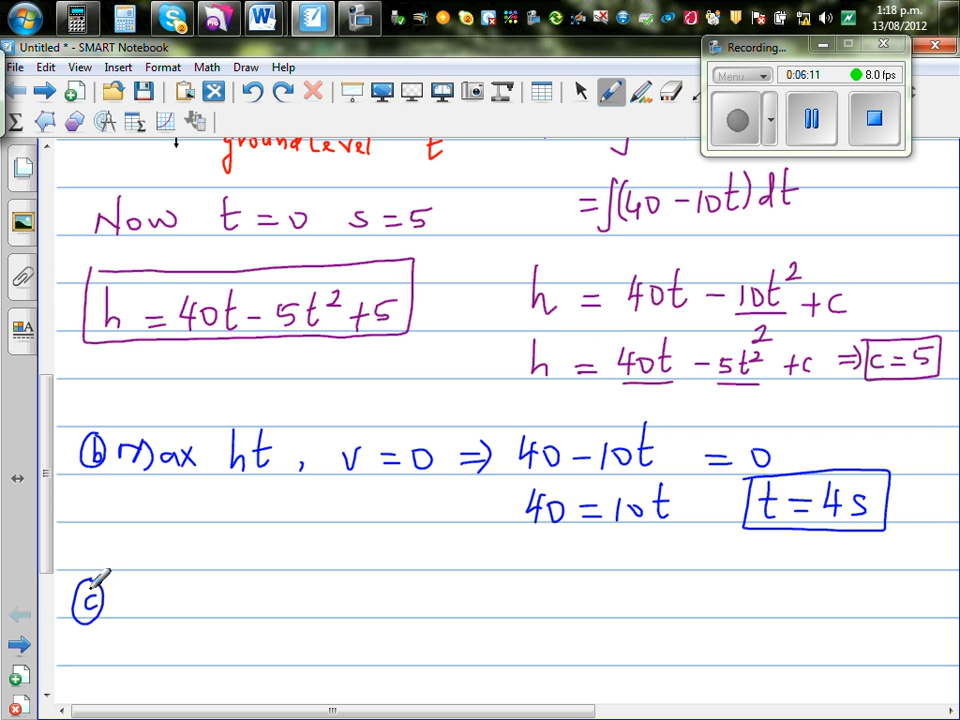 1:18 p.m.
13/08/2012
Untitled * - SMART Notebook
File Edit View Insert Format Math Draw Help
Recording...
Menu 0:06:11 8.0 fps
ground Level t
= ∫(40 - 10t) dt
Now t = 0 s = 5
h = 40t - 5t² + 5
h = 40t - 10t²/2 + c
h = 40t - 5t² + c ⇒ c = 5
(b) Max ht, v = 0 ⇒ 40 - 10t = 0
40 = 10t t = 4s
(c)